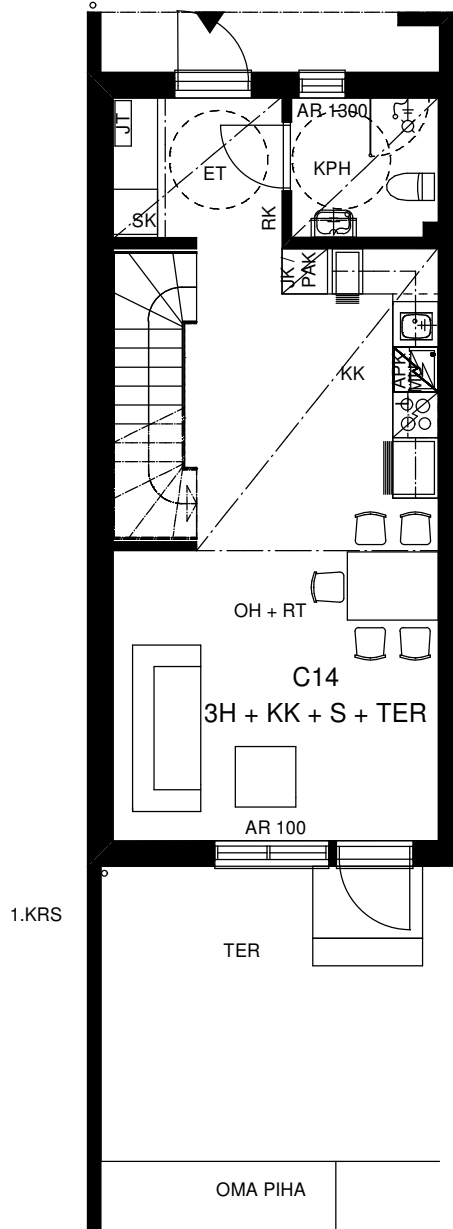 AR 1300
JT
ET
KPH
SK
RK
JK / PAK
KK
APK
MW
OH + RT
C14
3H + KK + S + TER
AR 100
1.KRS
TER
OMA PIHA